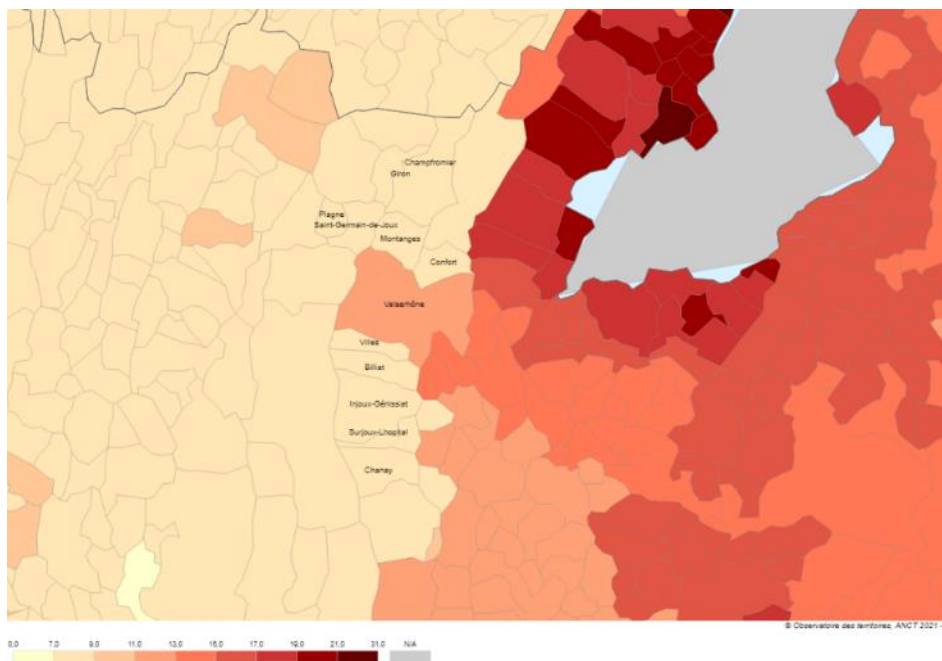 Champfromier
Giron
Plagne
Saint-Germain-de-Joux
Montanges
Confort
Valserhône
Villes
Billiat
Injoux-Génissiat
Surjoux-Lhopital
Chanay
© Observatoire des territoires, ANCT 2021 -
0,0 7,0 9,0 11,0 13,0 15,0 17,0 19,0 21,0 31,0 N/A